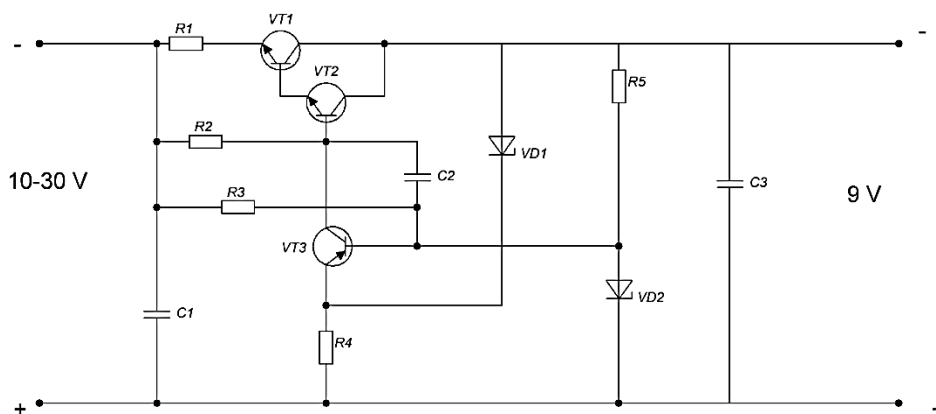 VT1
R1
-
-
VT2
R5
R2
VD1
10-30 V
C2
C3
9 V
R3
VT3
VD2
C1
R4
+
-